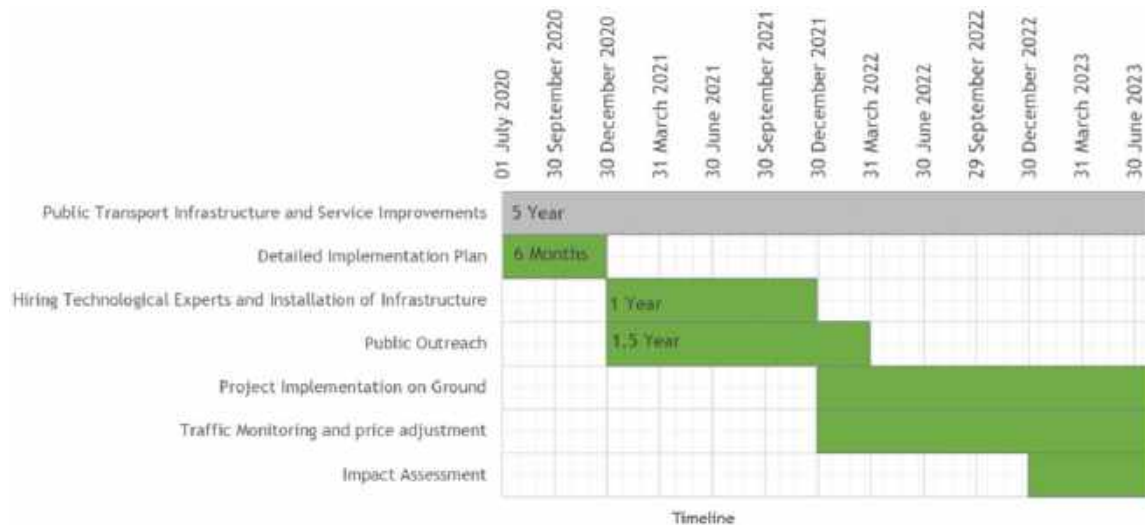 01 July 2020
30 September 2020
30 December 2020
31 March 2021
30 June 2021
30 September 2021
30 December 2021
31 March 2022
30 June 2022
29 September 2022
30 December 2022
31 March 2023
30 June 2023
Public Transport Infrastructure and Service Improvements
5 Year
Detailed Implementation Plan
6 Months
Hiring Technological Experts and Installation of Infrastructure
1 Year
Public Outreach
1.5 Year
Project Implementation on Ground
Traffic Monitoring and price adjustment
Impact Assessment
Timeline